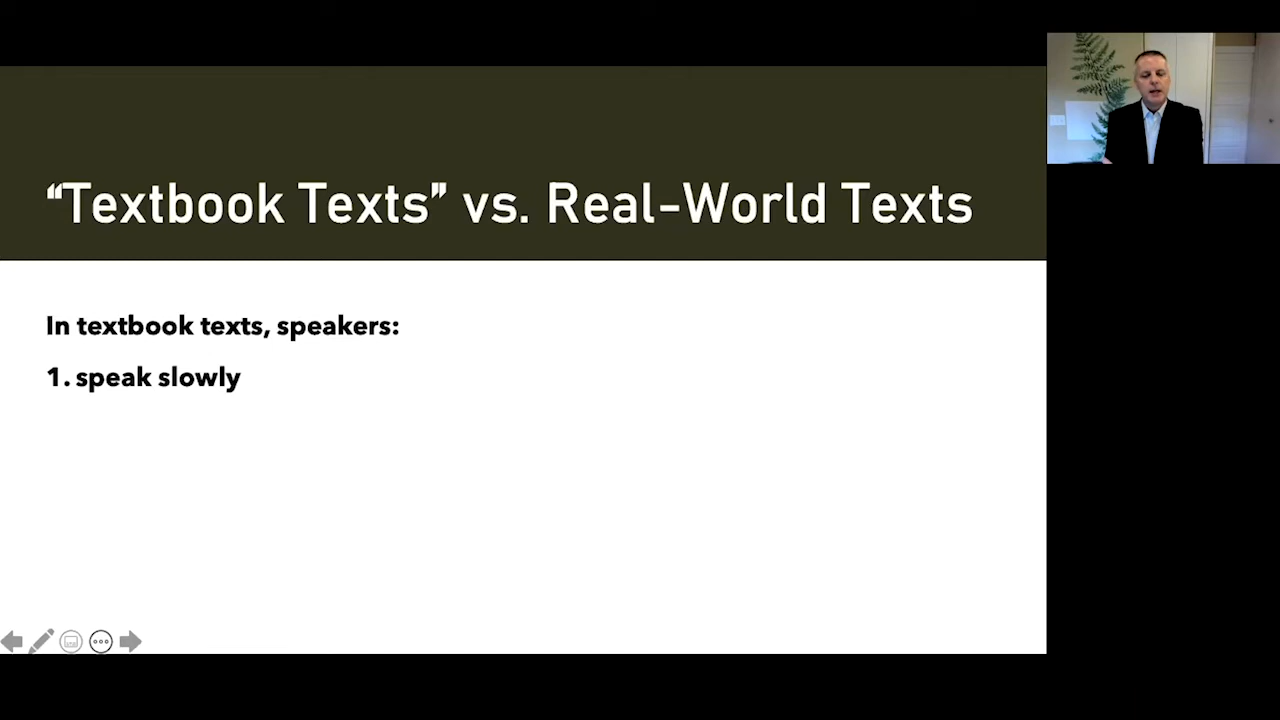 “Textbook Texts” vs. Real-World Texts
In textbook texts, speakers:
1. speak slowly